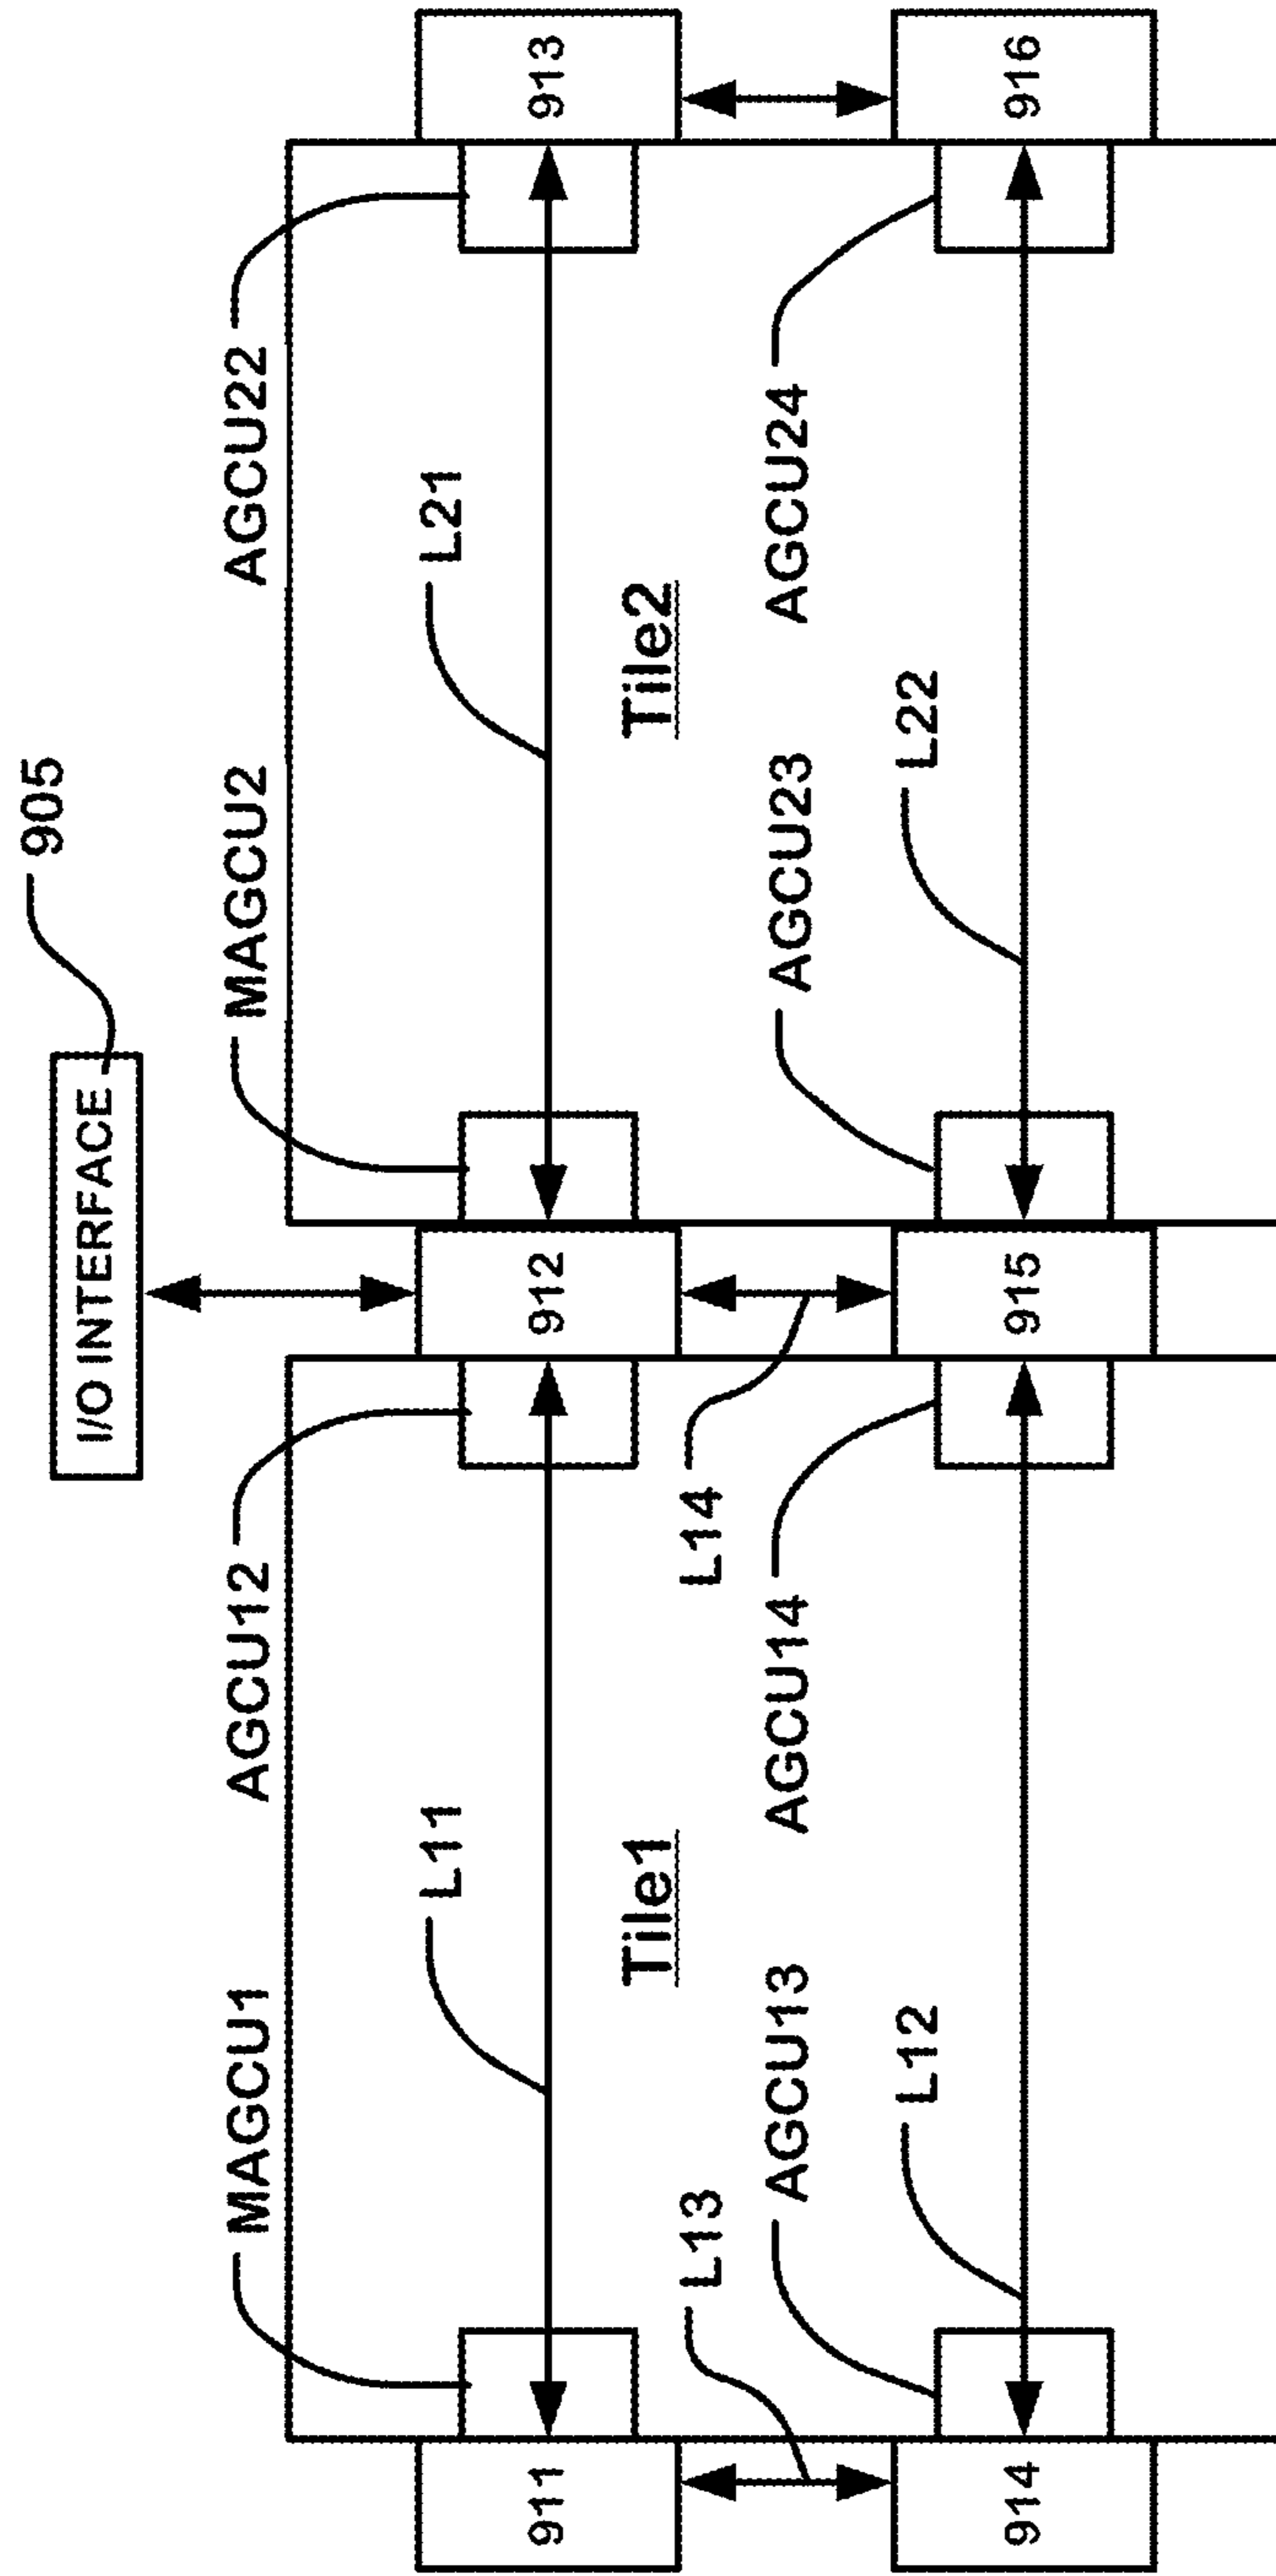 905
I/O INTERFACE
MAGCU1
AGCU12
MAGCU2
AGCU22
L11
L21
911
912
913
Tile1
Tile2
L13
L14
AGCU13
AGCU14
AGCU23
AGCU24
L12
L22
914
915
916